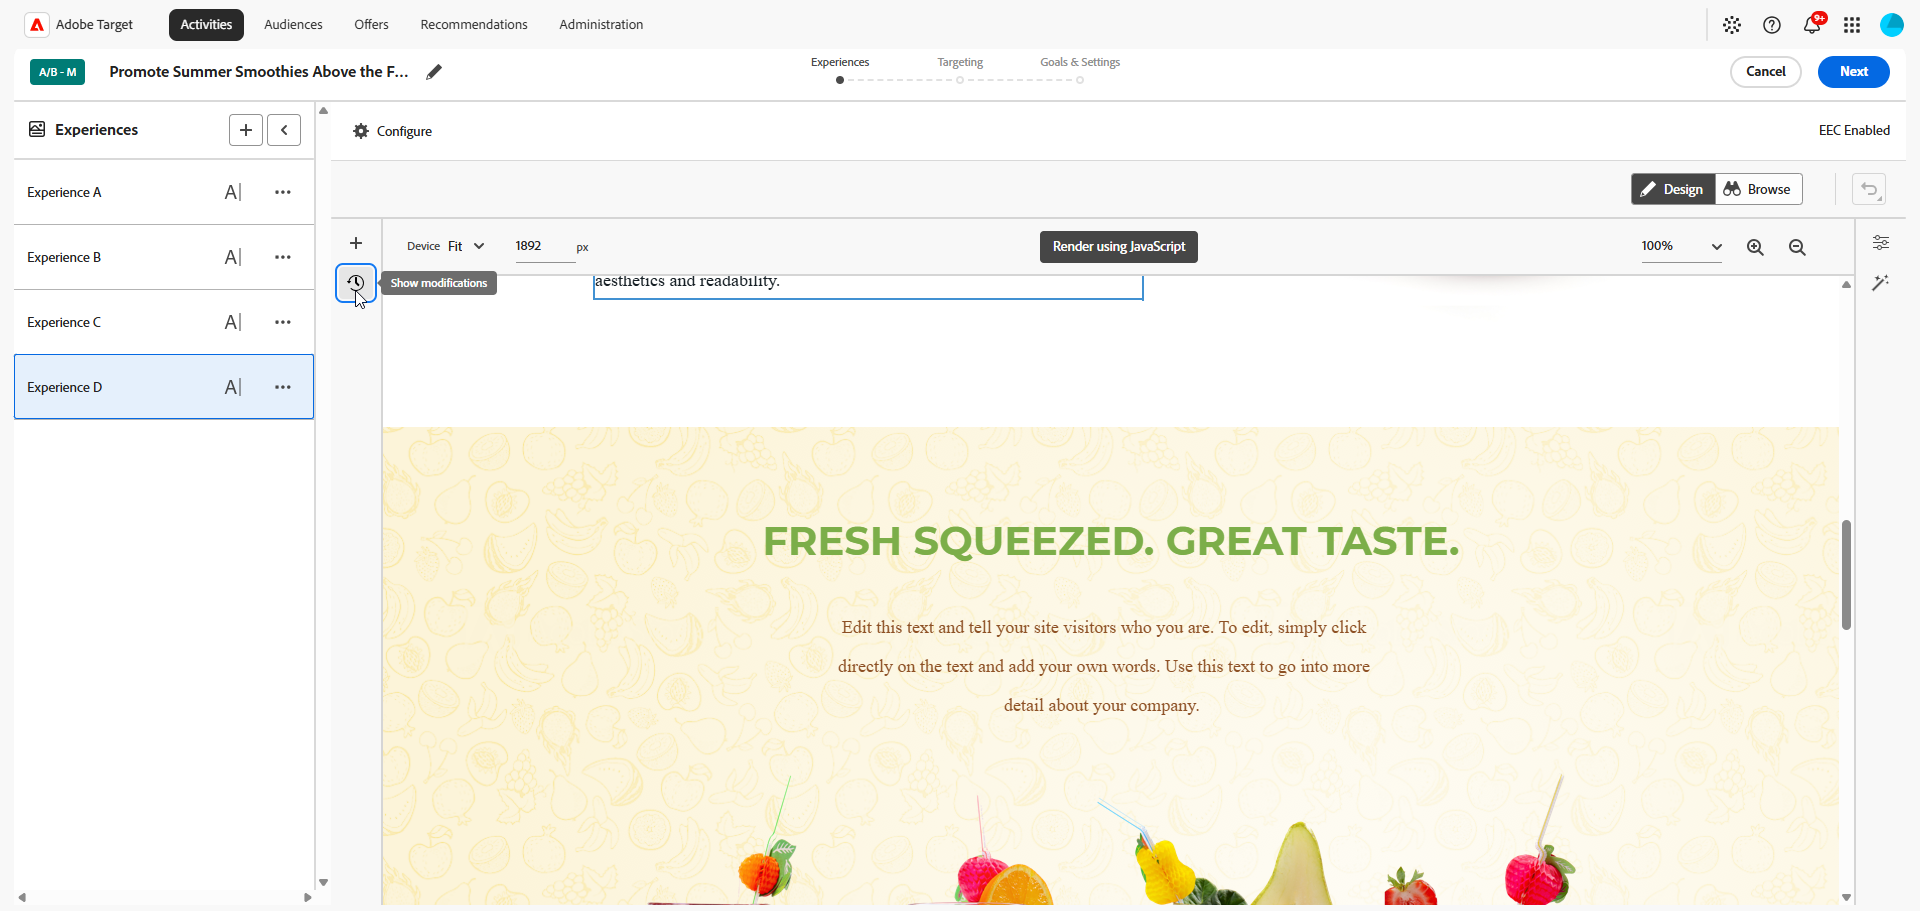 Adobe Target
Activities
Audiences
Offers
Recommendations
Administration
9+
A/B - M
Promote Summer Smoothies Above the F...
Experiences
Targeting
Goals & Settings
Cancel
Next
Experiences
Configure
EEC Enabled
Experience A
Experience B
Experience C
Experience D
Design
Browse
Device Fit
1892 px
Render using JavaScript
100%
Show modifications
aesthetics and readability.
FRESH SQUEEZED. GREAT TASTE.
Edit this text and tell your site visitors who you are. To edit, simply click
directly on the text and add your own words. Use this text to go into more
detail about your company.